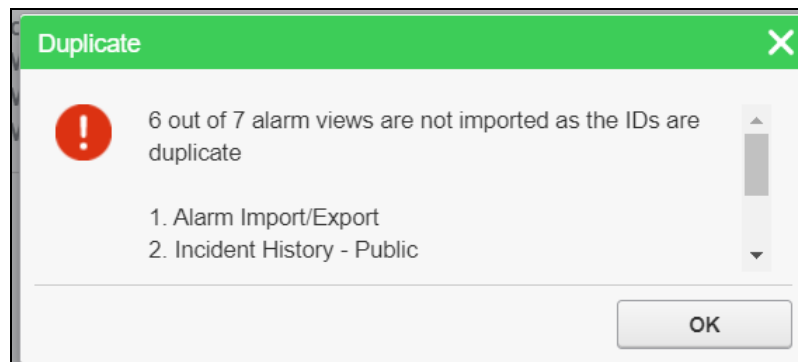 Duplicate
6 out of 7 alarm views are not imported as the IDs are
duplicate
1. Alarm Import/Export
2. Incident History - Public
OK